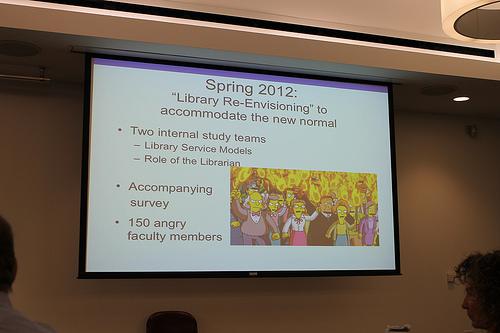 Spring 2012:
“Library Re-Envisioning” to
accommodate the new normal
• Two internal study teams
– Library Service Models
– Role of the Librarian
• Accompanying
survey
• 150 angry
faculty members